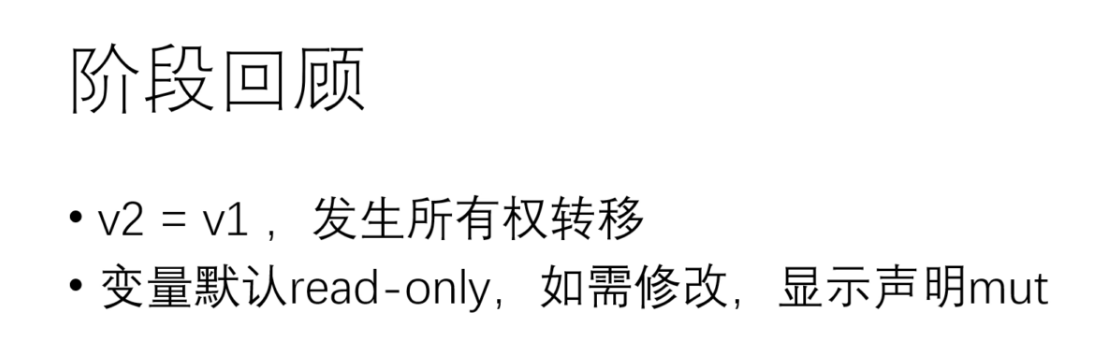 阶段回顾
• v2 = v1 ，发生所有权转移
• 变量默认read-only，如需修改，显示声明mut